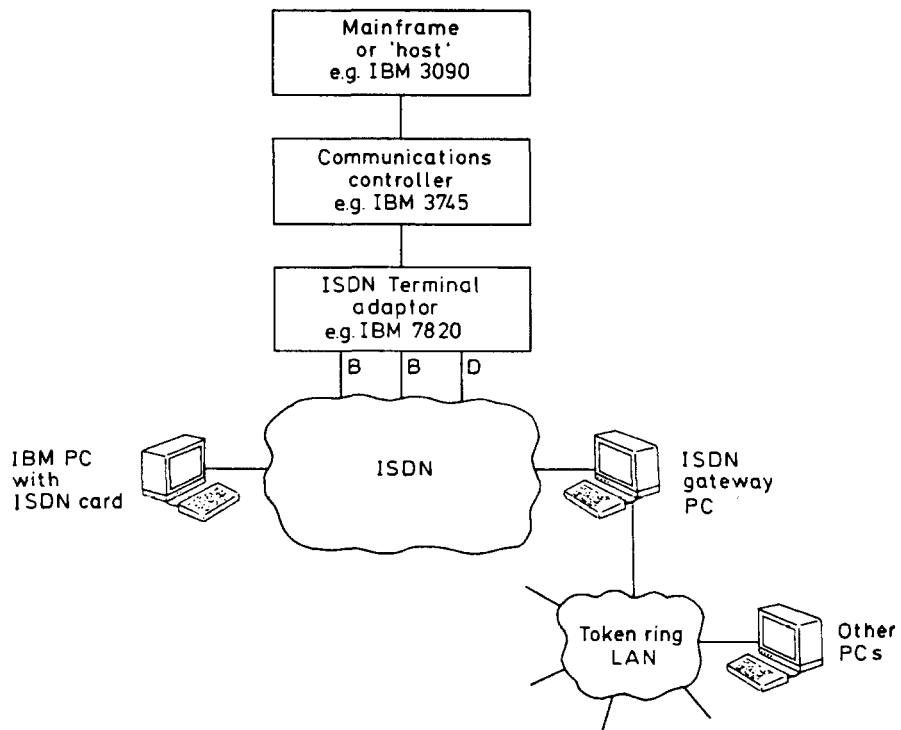 Mainframe
or 'host'
e.g. IBM 3090
Communications
controller
e.g. IBM 3745
ISDN Terminal
adaptor
e.g. IBM 7820
B B D
IBM PC
with
ISDN card
ISDN
ISDN
gateway
PC
Token ring
LAN
Other
PCs